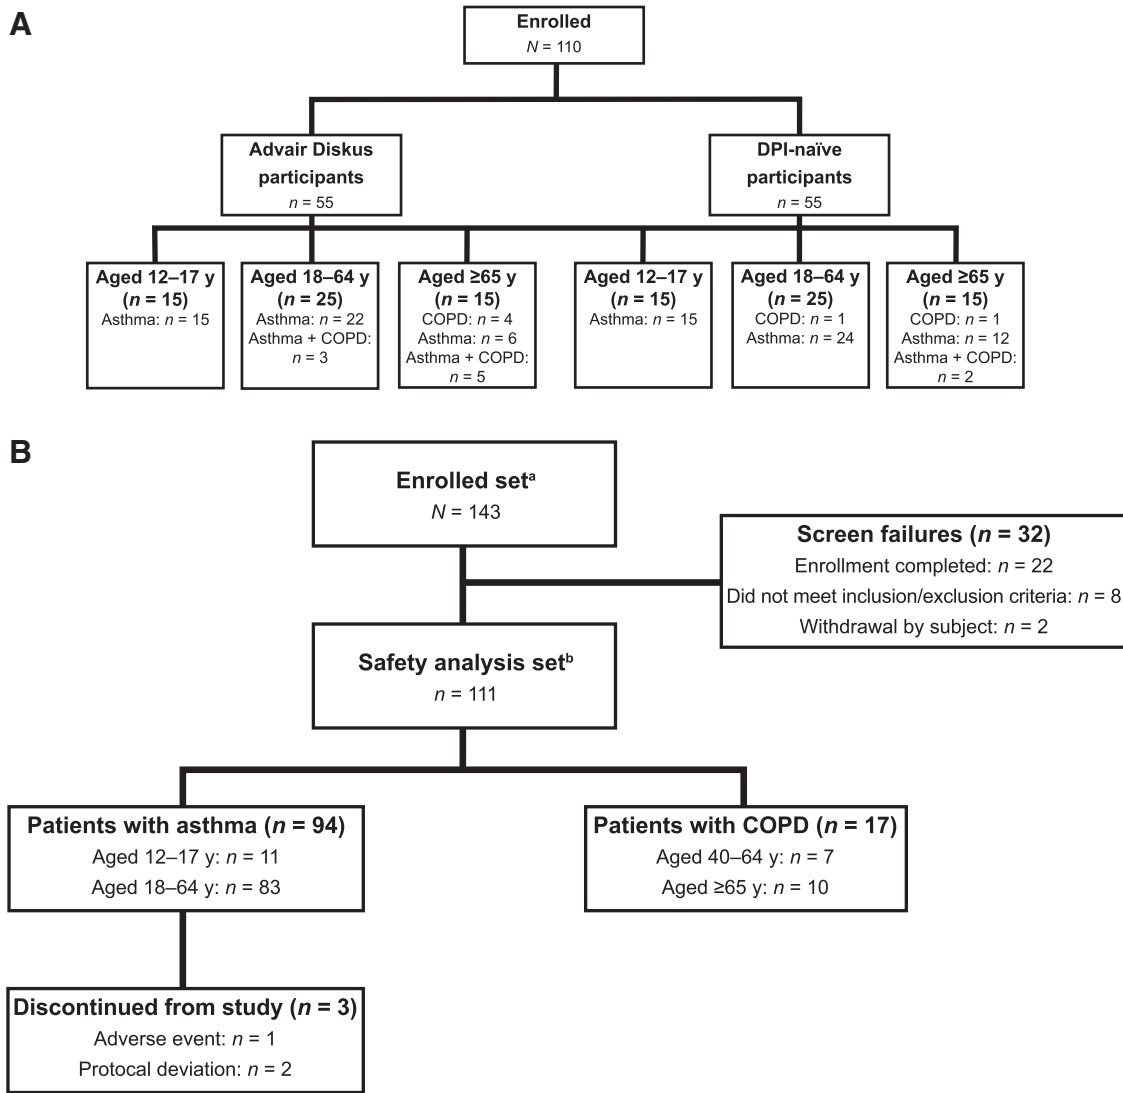 A
Enrolled
N = 110
Advair Diskus
participants
n = 55
DPI-naïve
participants
n = 55
Aged 12–17 y
(n = 15)
Asthma: n = 15
Aged 18–64 y
(n = 25)
Asthma: n = 22
Asthma + COPD:
n = 3
Aged ≥65 y
(n = 15)
COPD: n = 4
Asthma: n = 6
Asthma + COPD:
n = 5
Aged 12–17 y
(n = 15)
Asthma: n = 15
Aged 18–64 y
(n = 25)
COPD: n = 1
Asthma: n = 24
Aged ≥65 y
(n = 15)
COPD: n = 1
Asthma: n = 12
Asthma + COPD:
n = 2
B
Enrolled setᵃ
N = 143
Screen failures (n = 32)
Enrollment completed: n = 22
Did not meet inclusion/exclusion criteria: n = 8
Withdrawal by subject: n = 2
Safety analysis setᵇ
n = 111
Patients with asthma (n = 94)
Aged 12–17 y: n = 11
Aged 18–64 y: n = 83
Patients with COPD (n = 17)
Aged 40–64 y: n = 7
Aged ≥65 y: n = 10
Discontinued from study (n = 3)
Adverse event: n = 1
Protocal deviation: n = 2